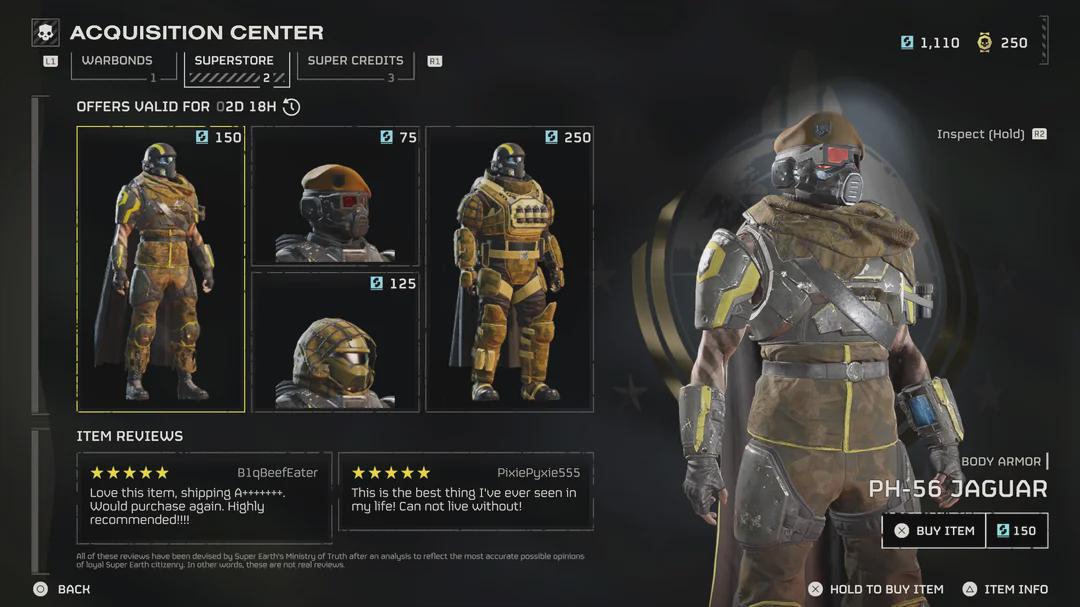 ACQUISITION CENTER
1,110 250
L1 WARBONDS 1 SUPERSTORE 2 SUPER CREDITS 3 R1
OFFERS VALID FOR 02D 18H
150 75 250
Inspect (Hold) R2
125
ITEM REVIEWS
B1qBeefEater
Love this item, shipping A+++++++.
Would purchase again. Highly
recommended!!!!
PixiePyxie555
This is the best thing I've ever seen in
my life! Can not live without!
BODY ARMOR
PH-56 JAGUAR
BUY ITEM 150
All of these reviews have been devised by Super Earth's Ministry of Truth after an analysis to reflect the most accurate possible opinions
of loyal Super Earth citizenry. In other words, these are not real reviews.
BACK
HOLD TO BUY ITEM ITEM INFO